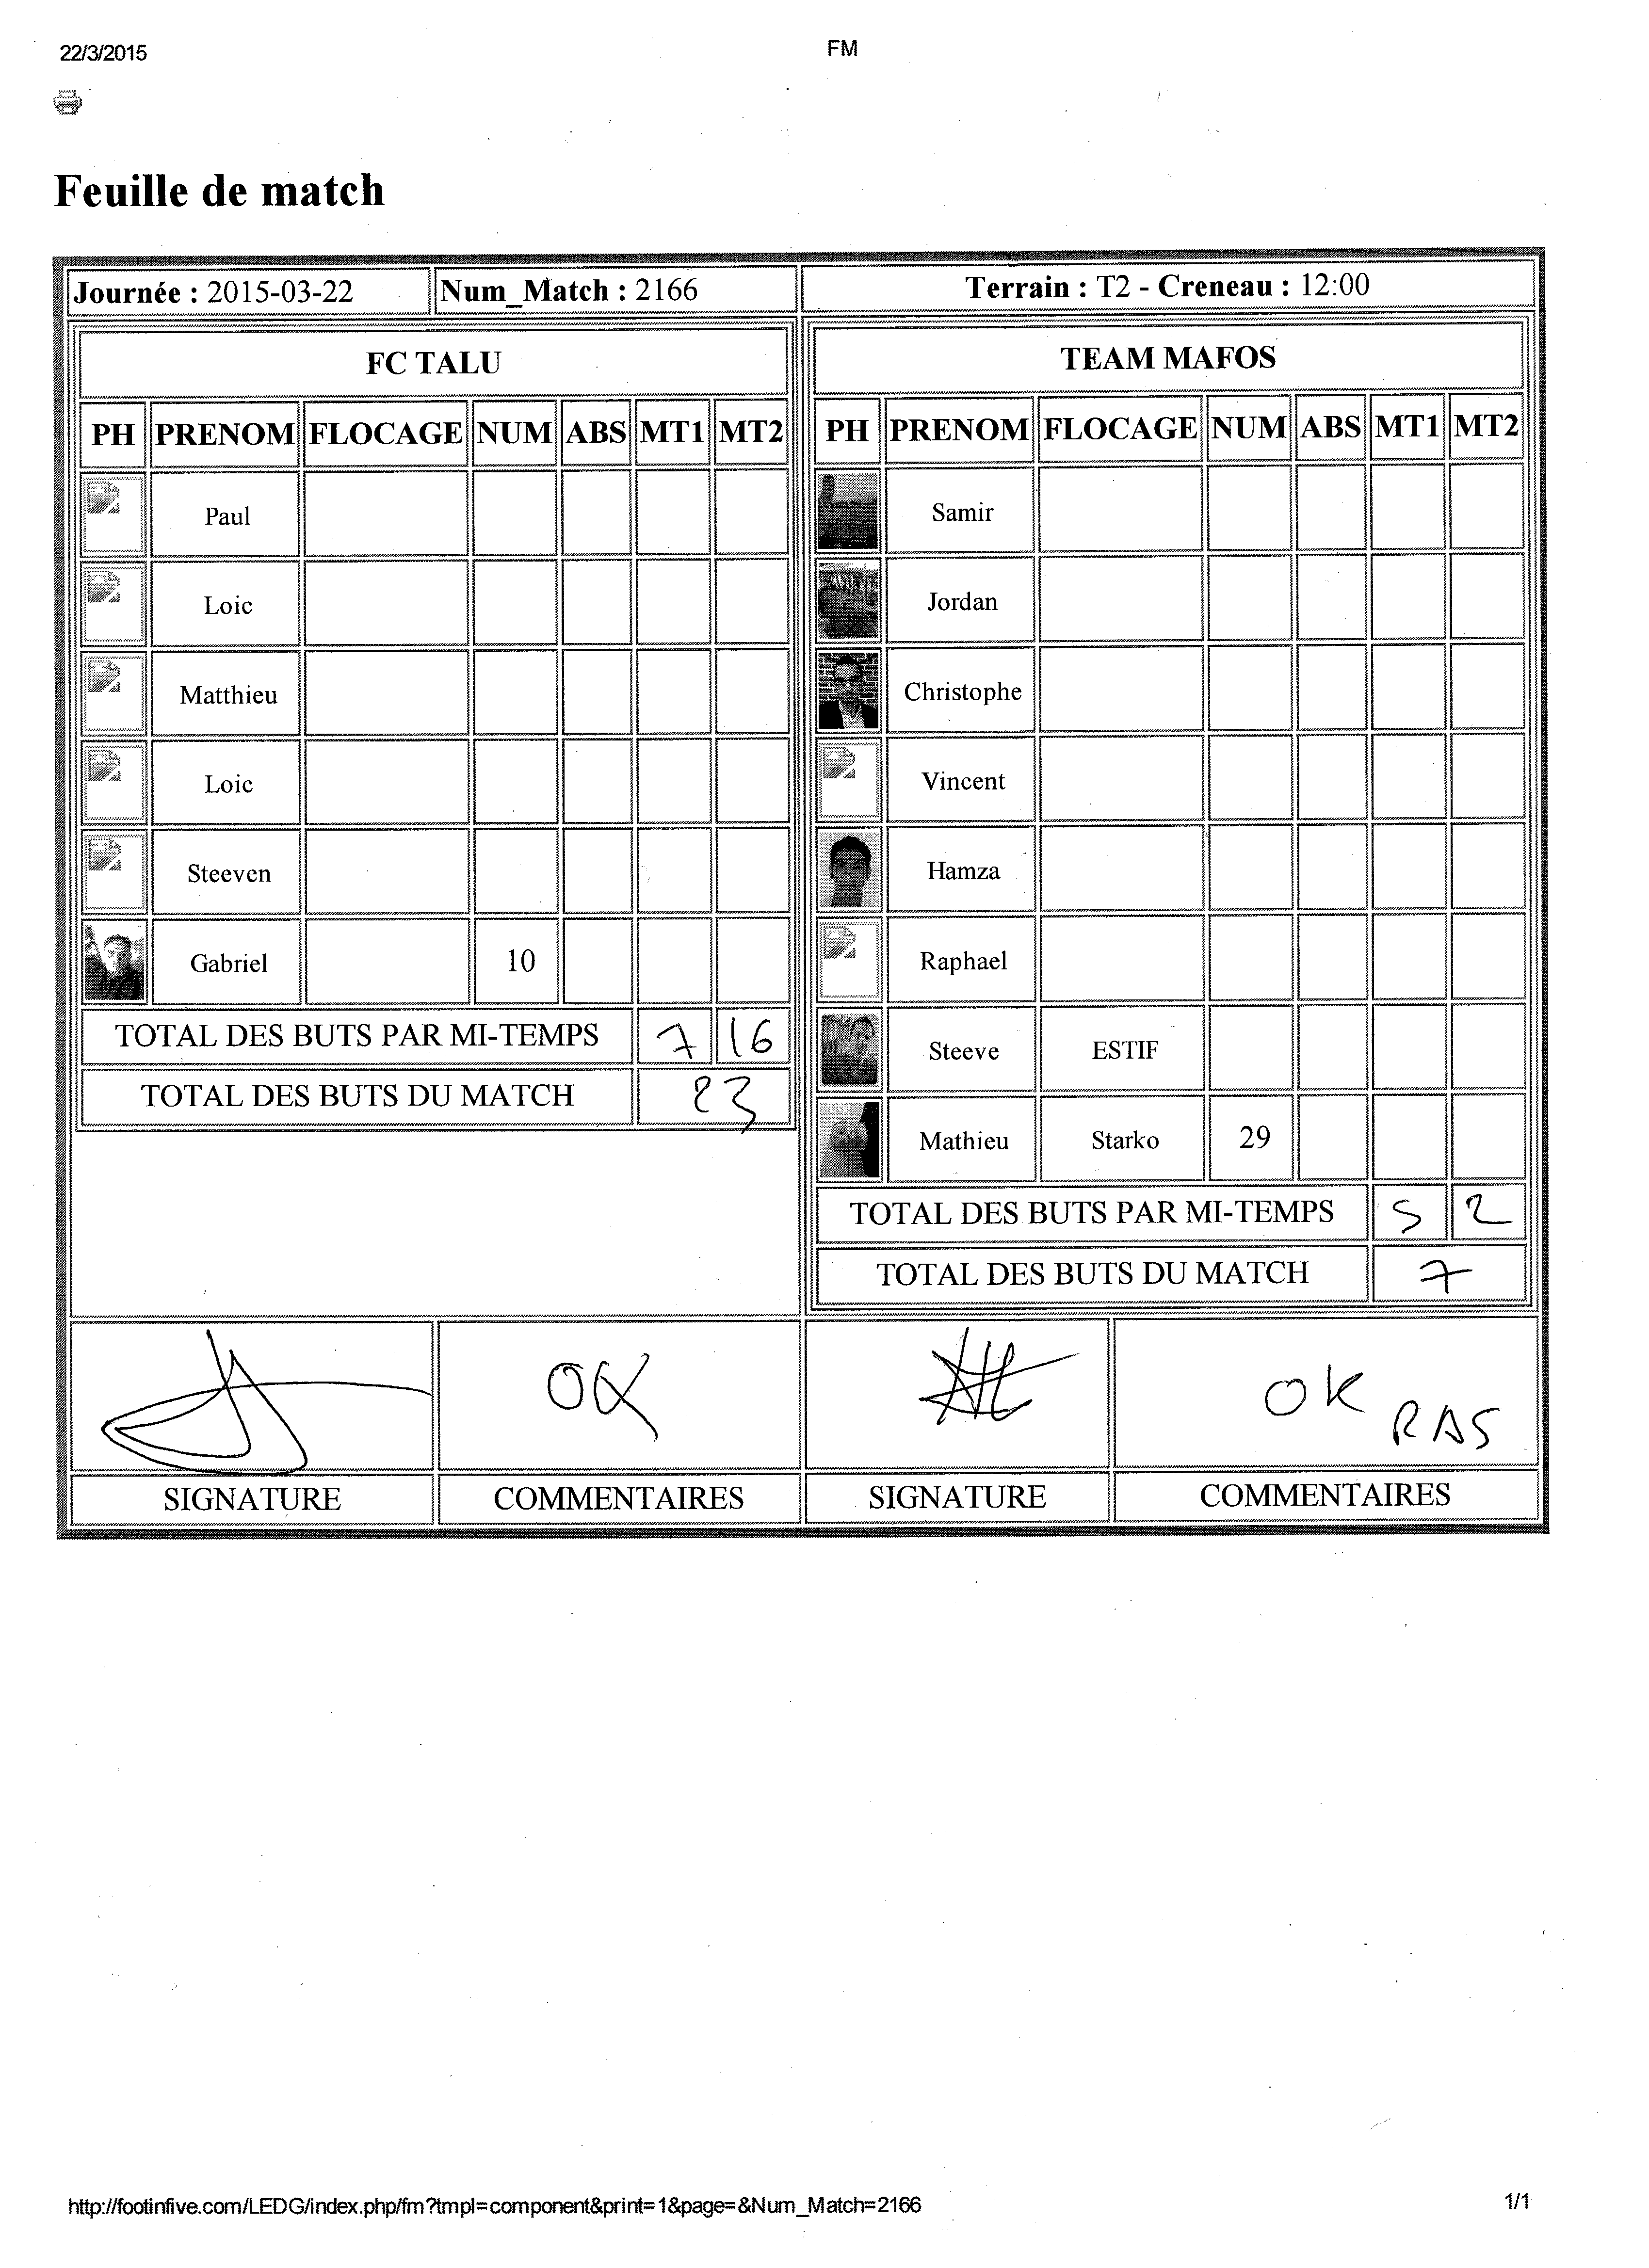 22/3/2015
FM
Feuille de match
Journée : 2015-03-22
Num_Match : 2166
Terrain : T2 - Creneau : 12:00
FC TALU
PH PRENOM FLOCAGE NUM ABS MT1 MT2
Paul
Loic
Matthieu
Loic
Steeven
Gabriel 10
TOTAL DES BUTS PAR MI-TEMPS 7 16
TOTAL DES BUTS DU MATCH 23
TEAM MAFOS
PH PRENOM FLOCAGE NUM ABS MT1 MT2
Samir
Jordan
Christophe
Vincent
Hamza
Raphael
Steeve ESTIF
Mathieu Starko 29
TOTAL DES BUTS PAR MI-TEMPS 5 2
TOTAL DES BUTS DU MATCH 7
OK
OK
RAS
SIGNATURE COMMENTAIRES SIGNATURE COMMENTAIRES
http://footinfive.com/LEDG/index.php/fm?tmpl=component&print=1&page=&Num_Match=2166
1/1